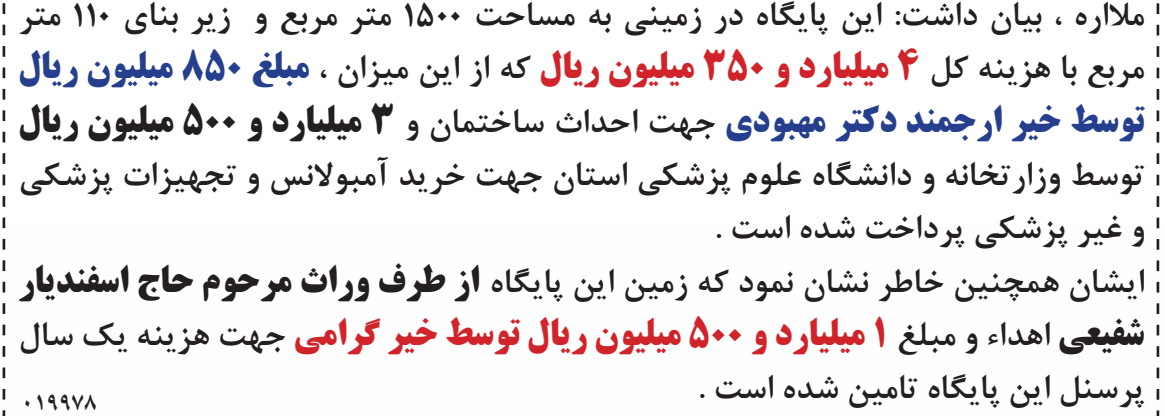 ملااره ، بیان داشت: این پایگاه در زمینی به مساحت ۱۵۰۰ متر مربع و زیر بنای ۱۱۰ متر
مربع با هزینه کل ۴ میلیارد و ۳۵۰ میلیون ریال که از این میزان ، مبلغ ۸۵۰ میلیون ریال
توسط خیر ارجمند دکتر مهبودی جهت احداث ساختمان و ۳ میلیارد و ۵۰۰ میلیون ریال
توسط وزارتخانه و دانشگاه علوم پزشکی استان جهت خرید آمبولانس و تجهیزات پزشکی
و غیر پزشکی پرداخت شده است .
ایشان همچنین خاطر نشان نمود که زمین این پایگاه از طرف وراث مرحوم حاج اسفندیار
شفیعی اهداء و مبلغ ۱ میلیارد و ۵۰۰ میلیون ریال توسط خیر گرامی جهت هزینه یک سال
پرسنل این پایگاه تامین شده است .
۰۱۹۹۷۸